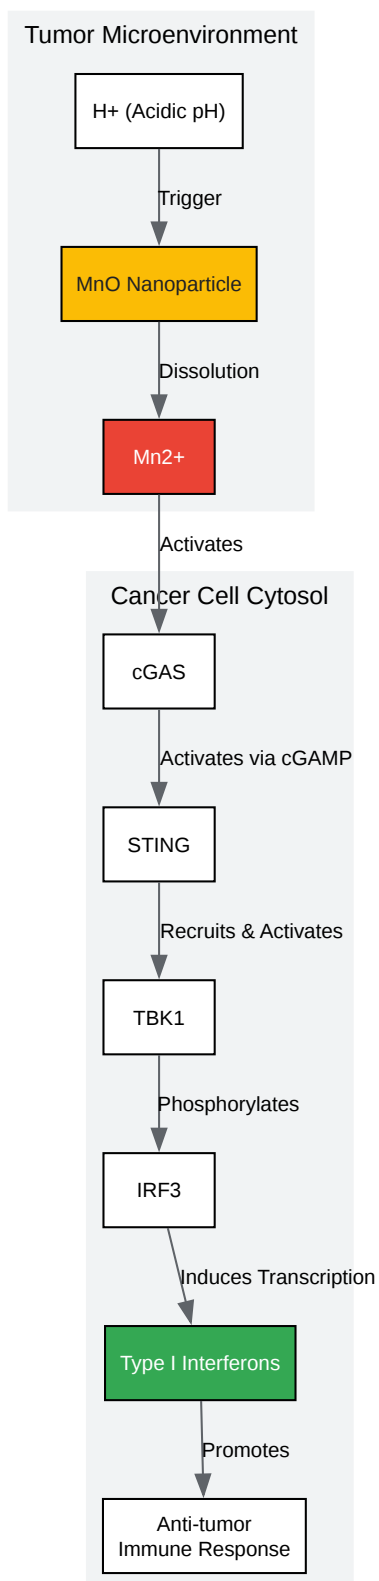 Tumor Microenvironment
H+ (Acidic pH)
Trigger
MnO Nanoparticle
Dissolution
Mn2+
Activates
Cancer Cell Cytosol
cGAS
Activates via cGAMP
STING
Recruits & Activates
TBK1
Phosphorylates
IRF3
Induces Transcription
Type I Interferons
Promotes
Anti-tumor
Immune Response